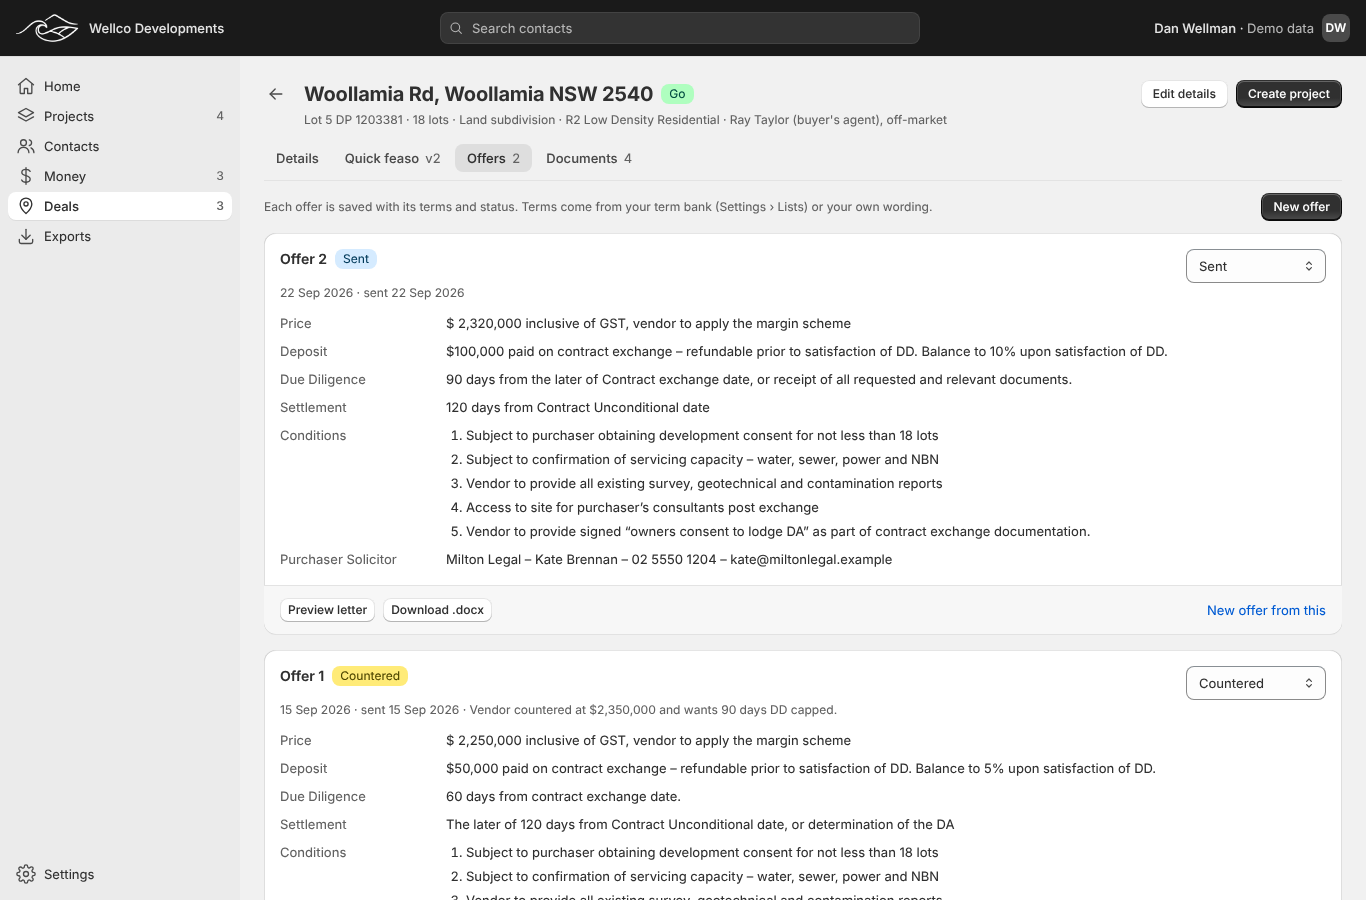 Wellco Developments
Search contacts
Dan Wellman · Demo data DW
Home
Projects 4
Contacts
Money 3
Deals 3
Exports
Settings
Woollamia Rd, Woollamia NSW 2540 Go
Edit details
Create project
Lot 5 DP 1203381 · 18 lots · Land subdivision · R2 Low Density Residential · Ray Taylor (buyer's agent), off-market
Details Quick feaso v2 Offers 2 Documents 4
Each offer is saved with its terms and status. Terms come from your term bank (Settings › Lists) or your own wording.
New offer
Offer 2 Sent
Sent
22 Sep 2026 · sent 22 Sep 2026
Price $ 2,320,000 inclusive of GST, vendor to apply the margin scheme
Deposit $100,000 paid on contract exchange – refundable prior to satisfaction of DD. Balance to 10% upon satisfaction of DD.
Due Diligence 90 days from the later of Contract exchange date, or receipt of all requested and relevant documents.
Settlement 120 days from Contract Unconditional date
Conditions 1. Subject to purchaser obtaining development consent for not less than 18 lots
2. Subject to confirmation of servicing capacity – water, sewer, power and NBN
3. Vendor to provide all existing survey, geotechnical and contamination reports
4. Access to site for purchaser’s consultants post exchange
5. Vendor to provide signed “owners consent to lodge DA” as part of contract exchange documentation.
Purchaser Solicitor Milton Legal – Kate Brennan – 02 5550 1204 – kate@miltonlegal.example
Preview letter Download .docx New offer from this
Offer 1 Countered
Countered
15 Sep 2026 · sent 15 Sep 2026 · Vendor countered at $2,350,000 and wants 90 days DD capped.
Price $ 2,250,000 inclusive of GST, vendor to apply the margin scheme
Deposit $50,000 paid on contract exchange – refundable prior to satisfaction of DD. Balance to 5% upon satisfaction of DD.
Due Diligence 60 days from contract exchange date.
Settlement The later of 120 days from Contract Unconditional date, or determination of the DA
Conditions 1. Subject to purchaser obtaining development consent for not less than 18 lots
2. Subject to confirmation of servicing capacity – water, sewer, power and NBN
3. Vendor to provide all existing survey, geotechnical and contamination reports